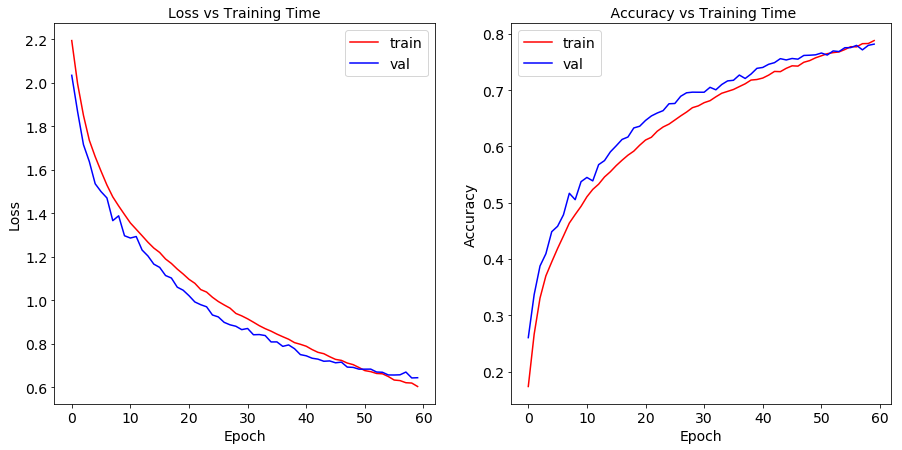 Loss vs Training Time
2.2
2.0
1.8
1.6
1.4
1.2
1.0
0.8
0.6
Loss
0 10 20 30 40 50 60
Epoch
train
val
Accuracy vs Training Time
0.8
0.7
0.6
0.5
0.4
0.3
0.2
Accuracy
0 10 20 30 40 50 60
Epoch
train
val